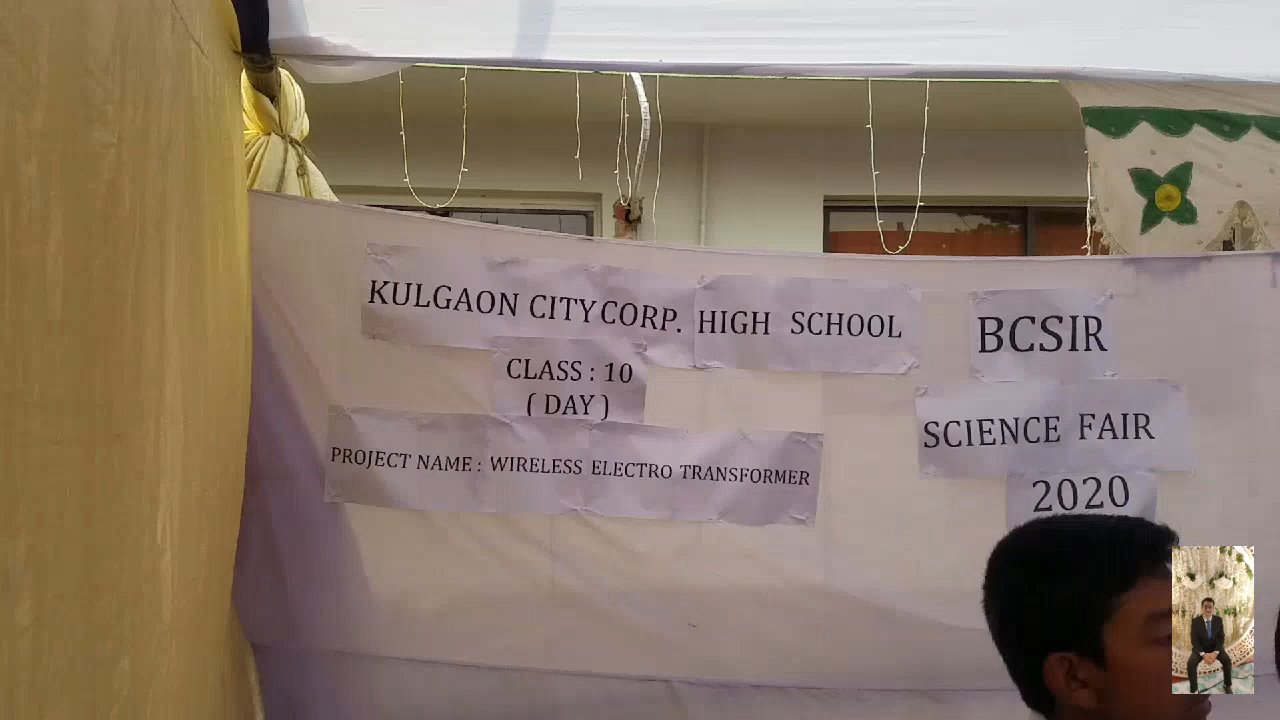 KULGAON CITY CORP. HIGH SCHOOL
CLASS : 10
( DAY )
PROJECT NAME : WIRELESS ELECTRO TRANSFORMER
BCSIR
SCIENCE FAIR
2020